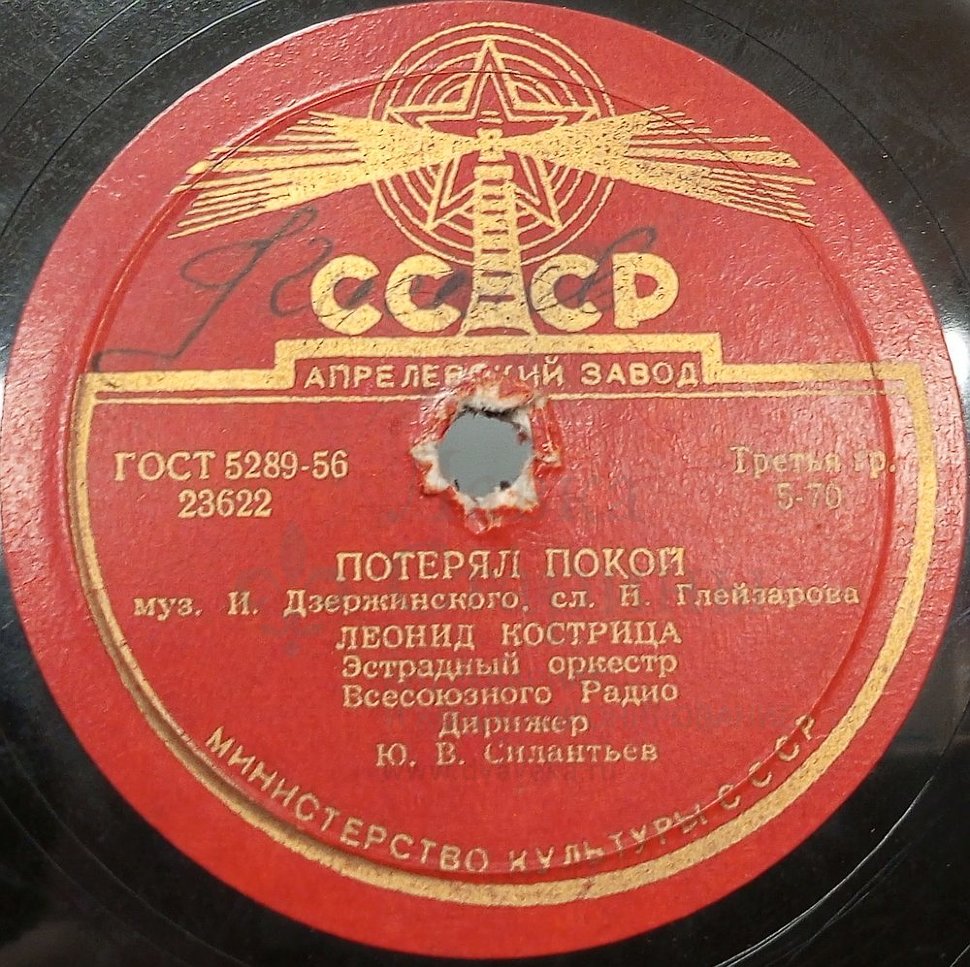 СССР
АПРЕЛЕВСКИЙ ЗАВОД
ГОСТ 5289-56
23622
Третья гр.
5-70
ПОТЕРЯЛ ПОКОЙ
муз. И. Дзержинского, сл. И. Глейзарова
ЛЕОНИД КОСТРИЦА
Эстрадный оркестр
Всесоюзного Радио
Дирижер
Ю. В. Силантьев
МИНИСТЕРСТВО КУЛЬТУРЫ СССР